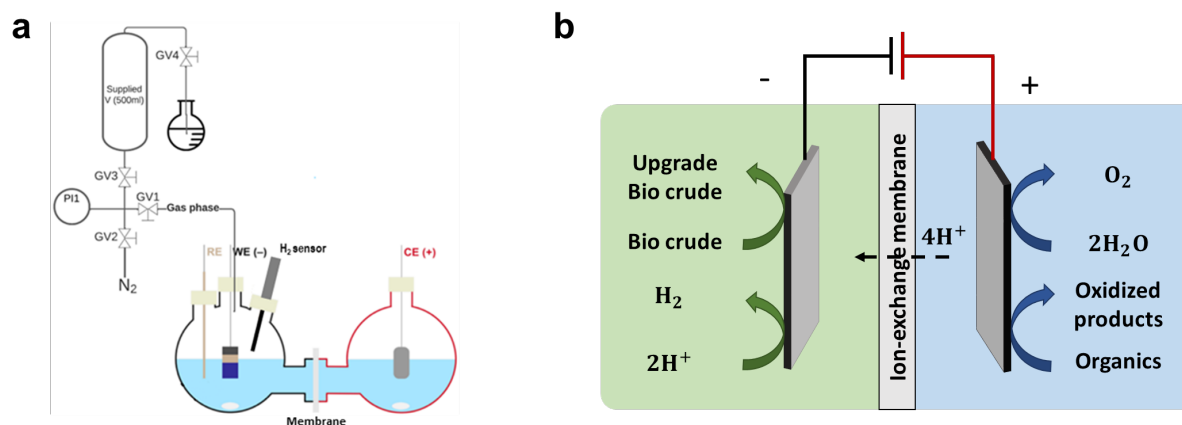 a
GV4
Supplied
V (500ml)
GV3
PI1
GV1
Gas phase
GV2
N₂
RE
WE (–)
H₂ sensor
CE (+)
Membrane
b
-
+
Upgrade
Bio crude
Bio crude
H₂
2H⁺
Ion-exchange membrane
4H⁺
O₂
2H₂O
Oxidized
products
Organics